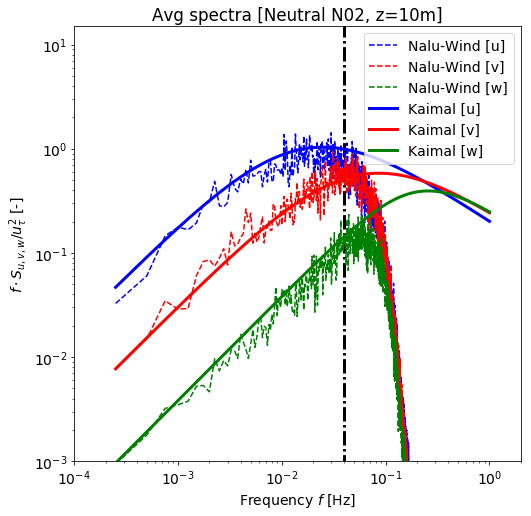 Avg spectra [Neutral N02, z=10m]
Nalu-Wind [u]
Nalu-Wind [v]
Nalu-Wind [w]
Kaimal [u]
Kaimal [v]
Kaimal [w]
f · S_{u, v, w}/u_τ^2 [-]
10^1
10^0
10^{-1}
10^{-2}
10^{-3}
10^{-4} 10^{-3} 10^{-2} 10^{-1} 10^0
Frequency f [Hz]